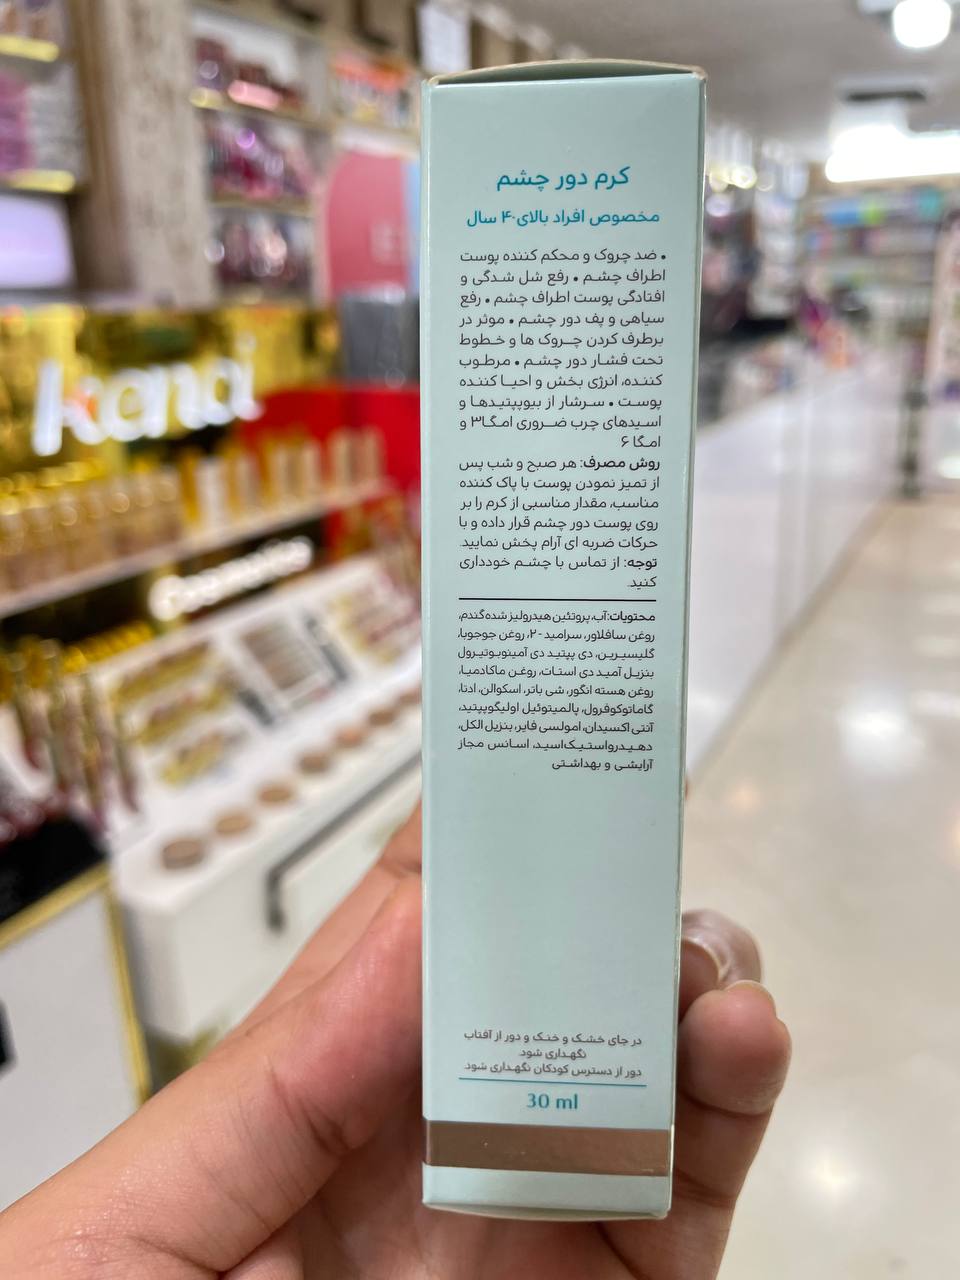 کرم دور چشم
مخصوص افراد بالای ۴۰ سال
• ضد چروک و محکم کننده پوست
اطراف چشم • رفع شل شدگی و
افتادگی پوست اطراف چشم • رفع
سیاهی و پف دور چشم • موثر در
برطرف کردن چروک ها و خطوط
تحت فشار دور چشم • مرطوب
کننده، انرژی بخش و احیا کننده
پوست • سرشار از بیوپپتیدها و
اسیدهای چرب ضروری امگا۳ و
امگا ۶
روش مصرف: هر صبح و شب پس
از تمیز نمودن پوست با پاک کننده
مناسب، مقدار مناسبی از کرم را بر
روی پوست دور چشم قرار داده و با
حرکات ضربه ای آرام پخش نمایید.
توجه: از تماس با چشم خودداری
کنید.
محتویات: آب، پروتئین هیدرولیز شده گندم،
روغن سافلاور، سرامید -۲، روغن جوجوبا،
گلیسیرین، دی پپتید دی آمینوبوتیرول
بنزیل آمید دی استات، روغن ماکادمیا،
روغن هسته انگور، شی باتر، اسکوالن، ادتا،
گاماتوکوفرول، پالمیتوئیل اولیگوپپتید،
آنتی اکسیدان، امولسی فایر، بنزیل الکل،
دهیدرواستیک اسید، اسانس مجاز
آرایشی و بهداشتی
در جای خشک و خنک و دور از آفتاب
نگهداری شود.
دور از دسترس کودکان نگهداری شود.
30 ml
kanai
Cosmetics